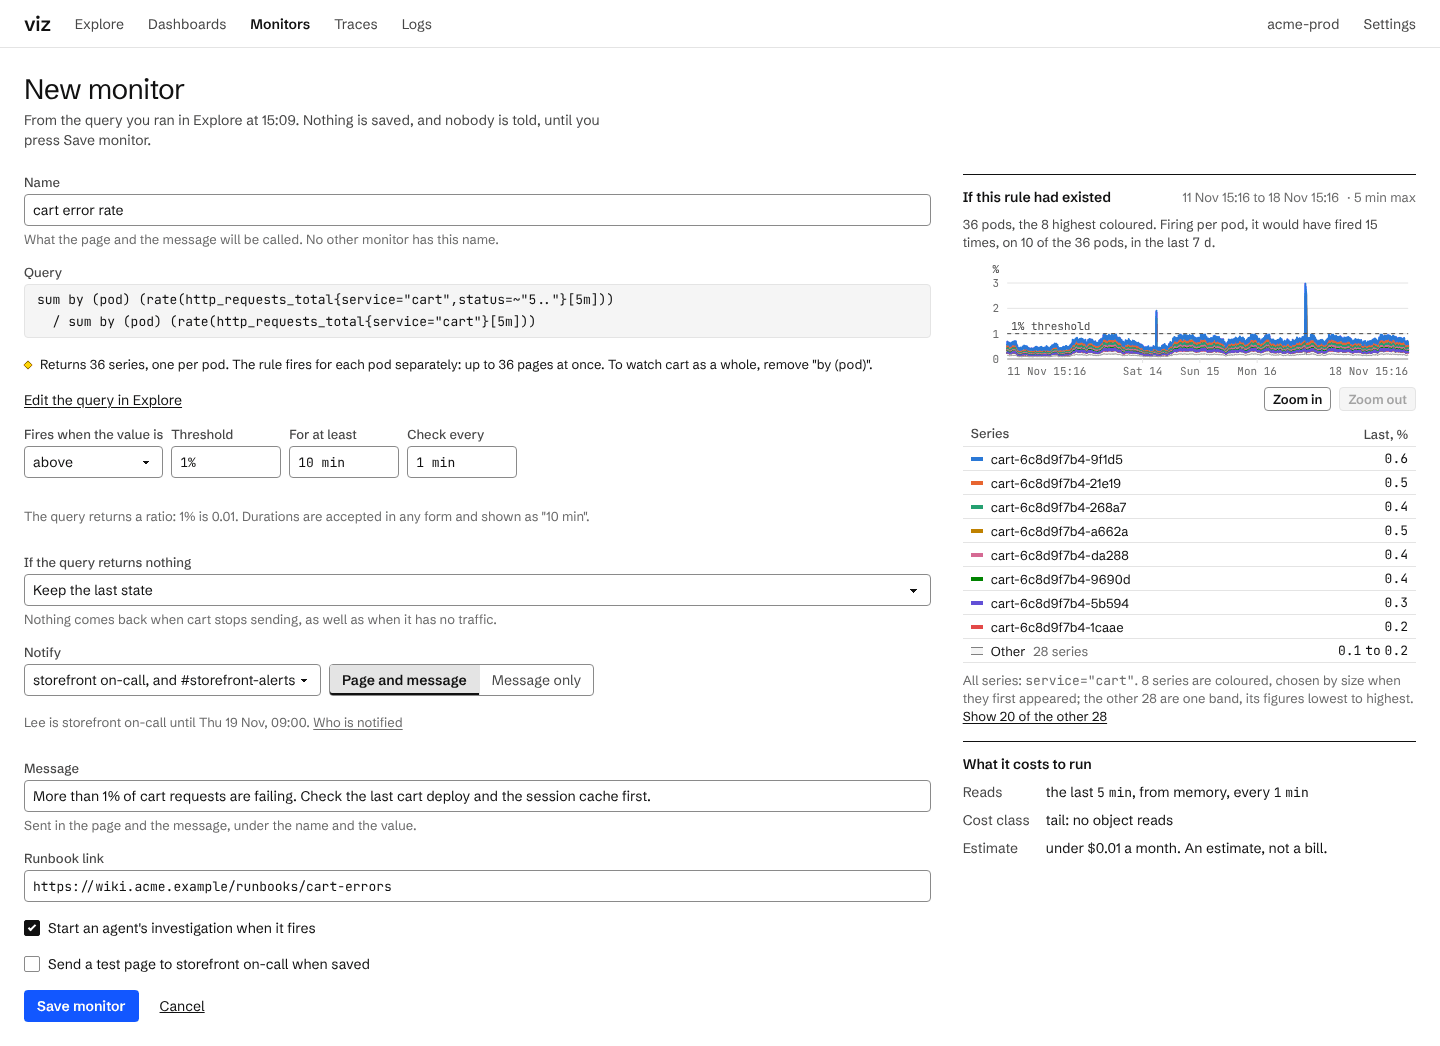 viz Explore Dashboards Monitors Traces Logs acme-prod Settings
New monitor
From the query you ran in Explore at 15:09. Nothing is saved, and nobody is told, until you
press Save monitor.
Name
cart error rate
What the page and the message will be called. No other monitor has this name.
Query
sum by (pod) (rate(http_requests_total{service="cart",status=~"5.."}[5m]))
/ sum by (pod) (rate(http_requests_total{service="cart"}[5m]))
Returns 36 series, one per pod. The rule fires for each pod separately: up to 36 pages at once. To watch cart as a whole, remove "by (pod)".
Edit the query in Explore
Fires when the value is Threshold For at least Check every
above 1% 10 min 1 min
The query returns a ratio: 1% is 0.01. Durations are accepted in any form and shown as "10 min".
If the query returns nothing
Keep the last state
Nothing comes back when cart stops sending, as well as when it has no traffic.
Notify
storefront on-call, and #storefront-alerts Page and message Message only
Lee is storefront on-call until Thu 19 Nov, 09:00. Who is notified
Message
More than 1% of cart requests are failing. Check the last cart deploy and the session cache first.
Sent in the page and the message, under the name and the value.
Runbook link
https://wiki.acme.example/runbooks/cart-errors
Start an agent's investigation when it fires
Send a test page to storefront on-call when saved
Save monitor Cancel
If this rule had existed 11 Nov 15:16 to 18 Nov 15:16 · 5 min max
36 pods, the 8 highest coloured. Firing per pod, it would have fired 15
times, on 10 of the 36 pods, in the last 7 d.
%
3
2
1% threshold
1
0
11 Nov 15:16 Sat 14 Sun 15 Mon 16 18 Nov 15:16
Zoom in Zoom out
Series Last, %
cart-6c8d9f7b4-9f1d5 0.6
cart-6c8d9f7b4-21e19 0.5
cart-6c8d9f7b4-268a7 0.4
cart-6c8d9f7b4-a662a 0.5
cart-6c8d9f7b4-da288 0.4
cart-6c8d9f7b4-9690d 0.4
cart-6c8d9f7b4-5b594 0.3
cart-6c8d9f7b4-1caae 0.2
Other 28 series 0.1 to 0.2
All series: service="cart". 8 series are coloured, chosen by size when
they first appeared; the other 28 are one band, its figures lowest to highest.
Show 20 of the other 28
What it costs to run
Reads the last 5 min, from memory, every 1 min
Cost class tail: no object reads
Estimate under $0.01 a month. An estimate, not a bill.